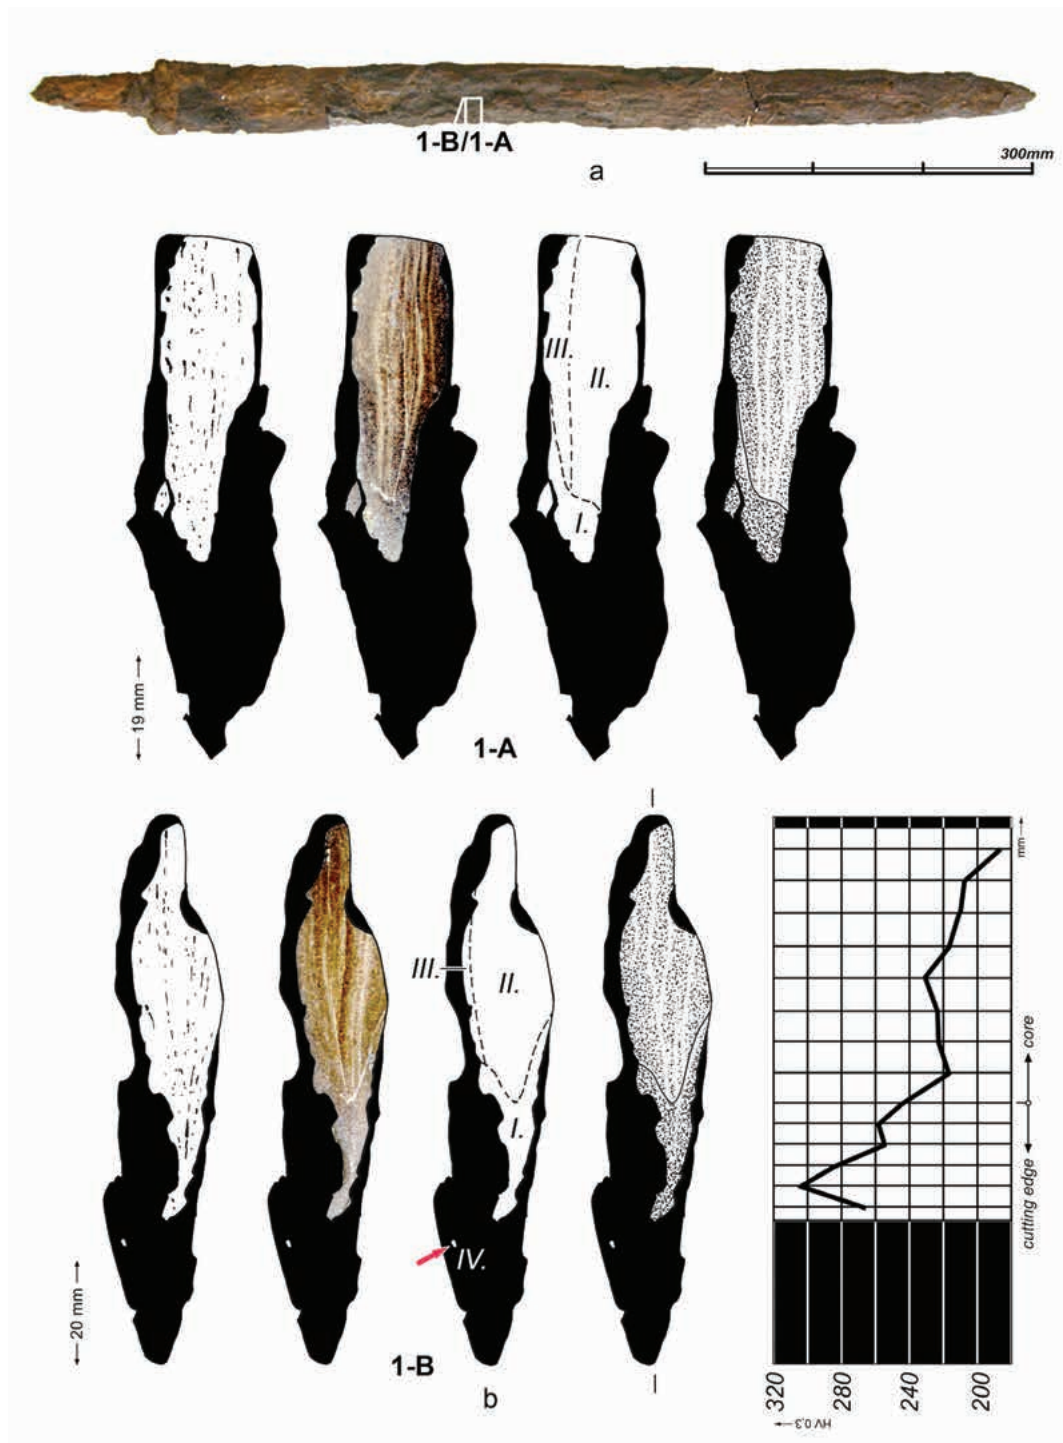 1-B/1-A
a
300mm
III.
II.
I.
19 mm
1-A
mm
III.
II.
I.
core
cutting edge
IV.
20 mm
1-B
b
320
280
240
200
HV 0,3